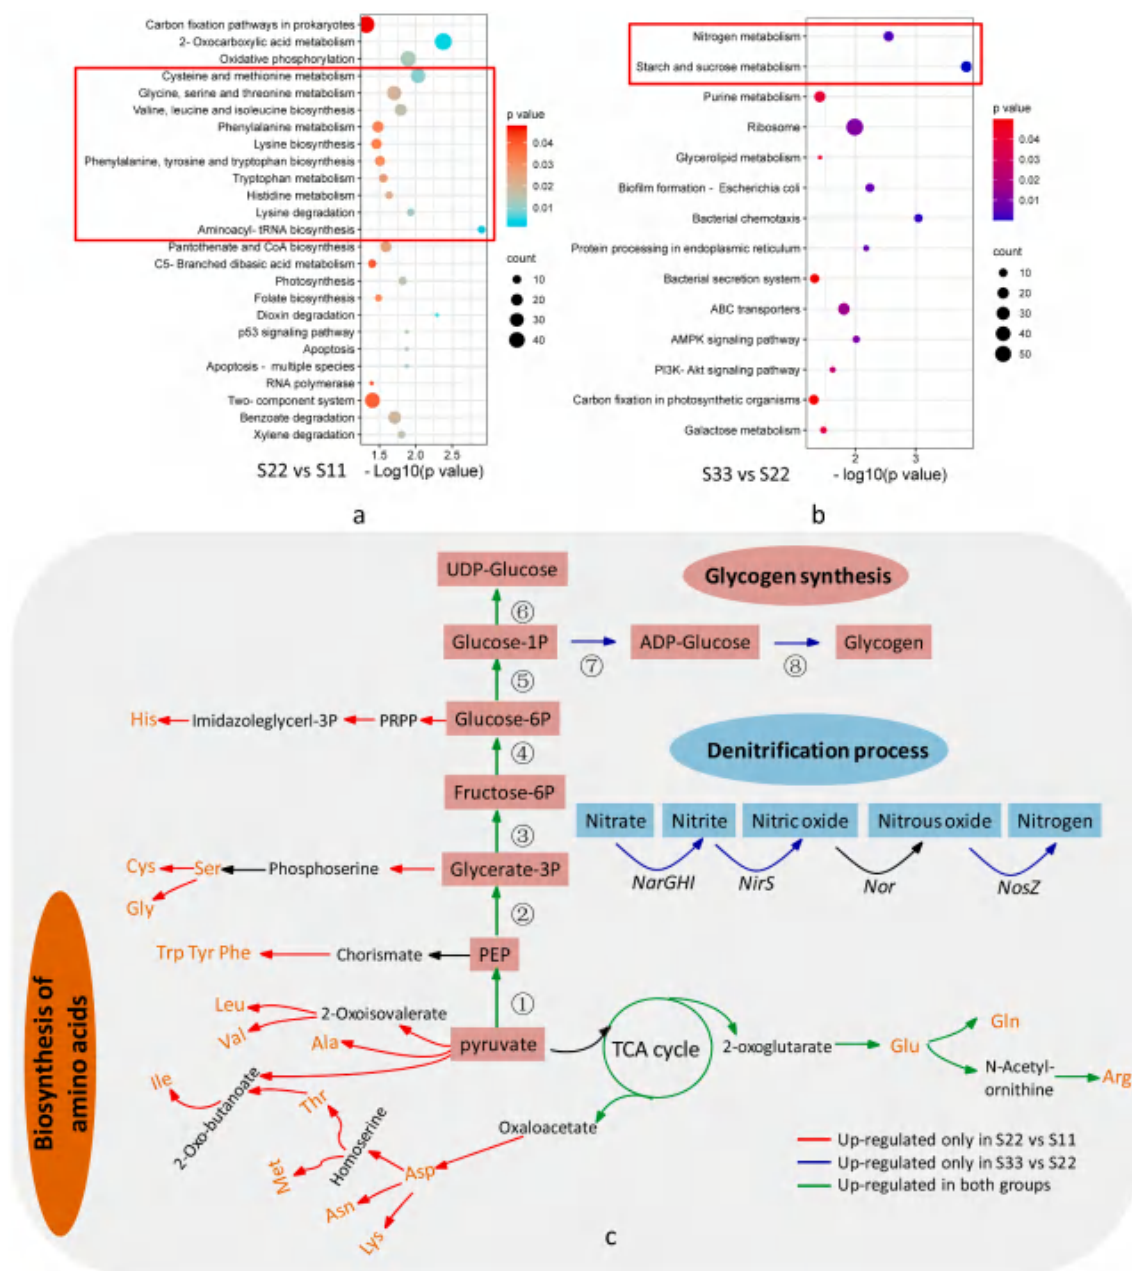 Carbon fixation pathways in prokaryotes
2- Oxocarboxylic acid metabolism
Oxidative phosphorylation
Cysteine and methionine metabolism
Glycine, serine and threonine metabolism
Valine, leucine and isoleucine biosynthesis
Phenylalanine metabolism
Lysine biosynthesis
Phenylalanine, tyrosine and tryptophan biosynthesis
Tryptophan metabolism
Histidine metabolism
Lysine degradation
Aminoacyl- tRNA biosynthesis
Pantothenate and CoA biosynthesis
C5- Branched dibasic acid metabolism
Photosynthesis
Folate biosynthesis
Dioxin degradation
p53 signaling pathway
Apoptosis
Apoptosis - multiple species
RNA polymerase
Two- component system
Benzoate degradation
Xylene degradation
1.5 2.0 2.5
S22 vs S11 - Log10(p value)
p value
0.04
0.03
0.02
0.01
count
10
20
30
40
a
Nitrogen metabolism
Starch and sucrose metabolism
Purine metabolism
Ribosome
Glycerolipid metabolism
Biofilm formation - Escherichia coli
Bacterial chemotaxis
Protein processing in endoplasmic reticulum
Bacterial secretion system
ABC transporters
AMPK signaling pathway
PI3K- Akt signaling pathway
Carbon fixation in photosynthetic organisms
Galactose metabolism
2 3
S33 vs S22 - log10(p value)
p value
0.04
0.03
0.02
0.01
count
10
20
30
40
50
b
UDP-Glucose
Glycogen synthesis
⑥
Glucose-1P
ADP-Glucose
Glycogen
⑦
⑧
⑤
His
Imidazoleglycerl-3P
PRPP
Glucose-6P
④
Denitrification process
Fructose-6P
Nitrate
Nitrite
Nitric oxide
Nitrous oxide
Nitrogen
③
NarGHI
NirS
Nor
NosZ
Cys
Ser
Phosphoserine
Glycerate-3P
Gly
②
Trp Tyr Phe
Chorismate
PEP
①
Biosynthesis of
amino acids
Leu
Val
2-Oxoisovalerate
Ala
pyruvate
TCA cycle
2-oxoglutarate
Glu
Gln
N-Acetyl-
ornithine
Arg
Ile
2-Oxo-butanoate
Thr
Met
Homoserine
Oxaloacetate
Asp
Asn
Lys
Up-regulated only in S22 vs S11
Up-regulated only in S33 vs S22
Up-regulated in both groups
c